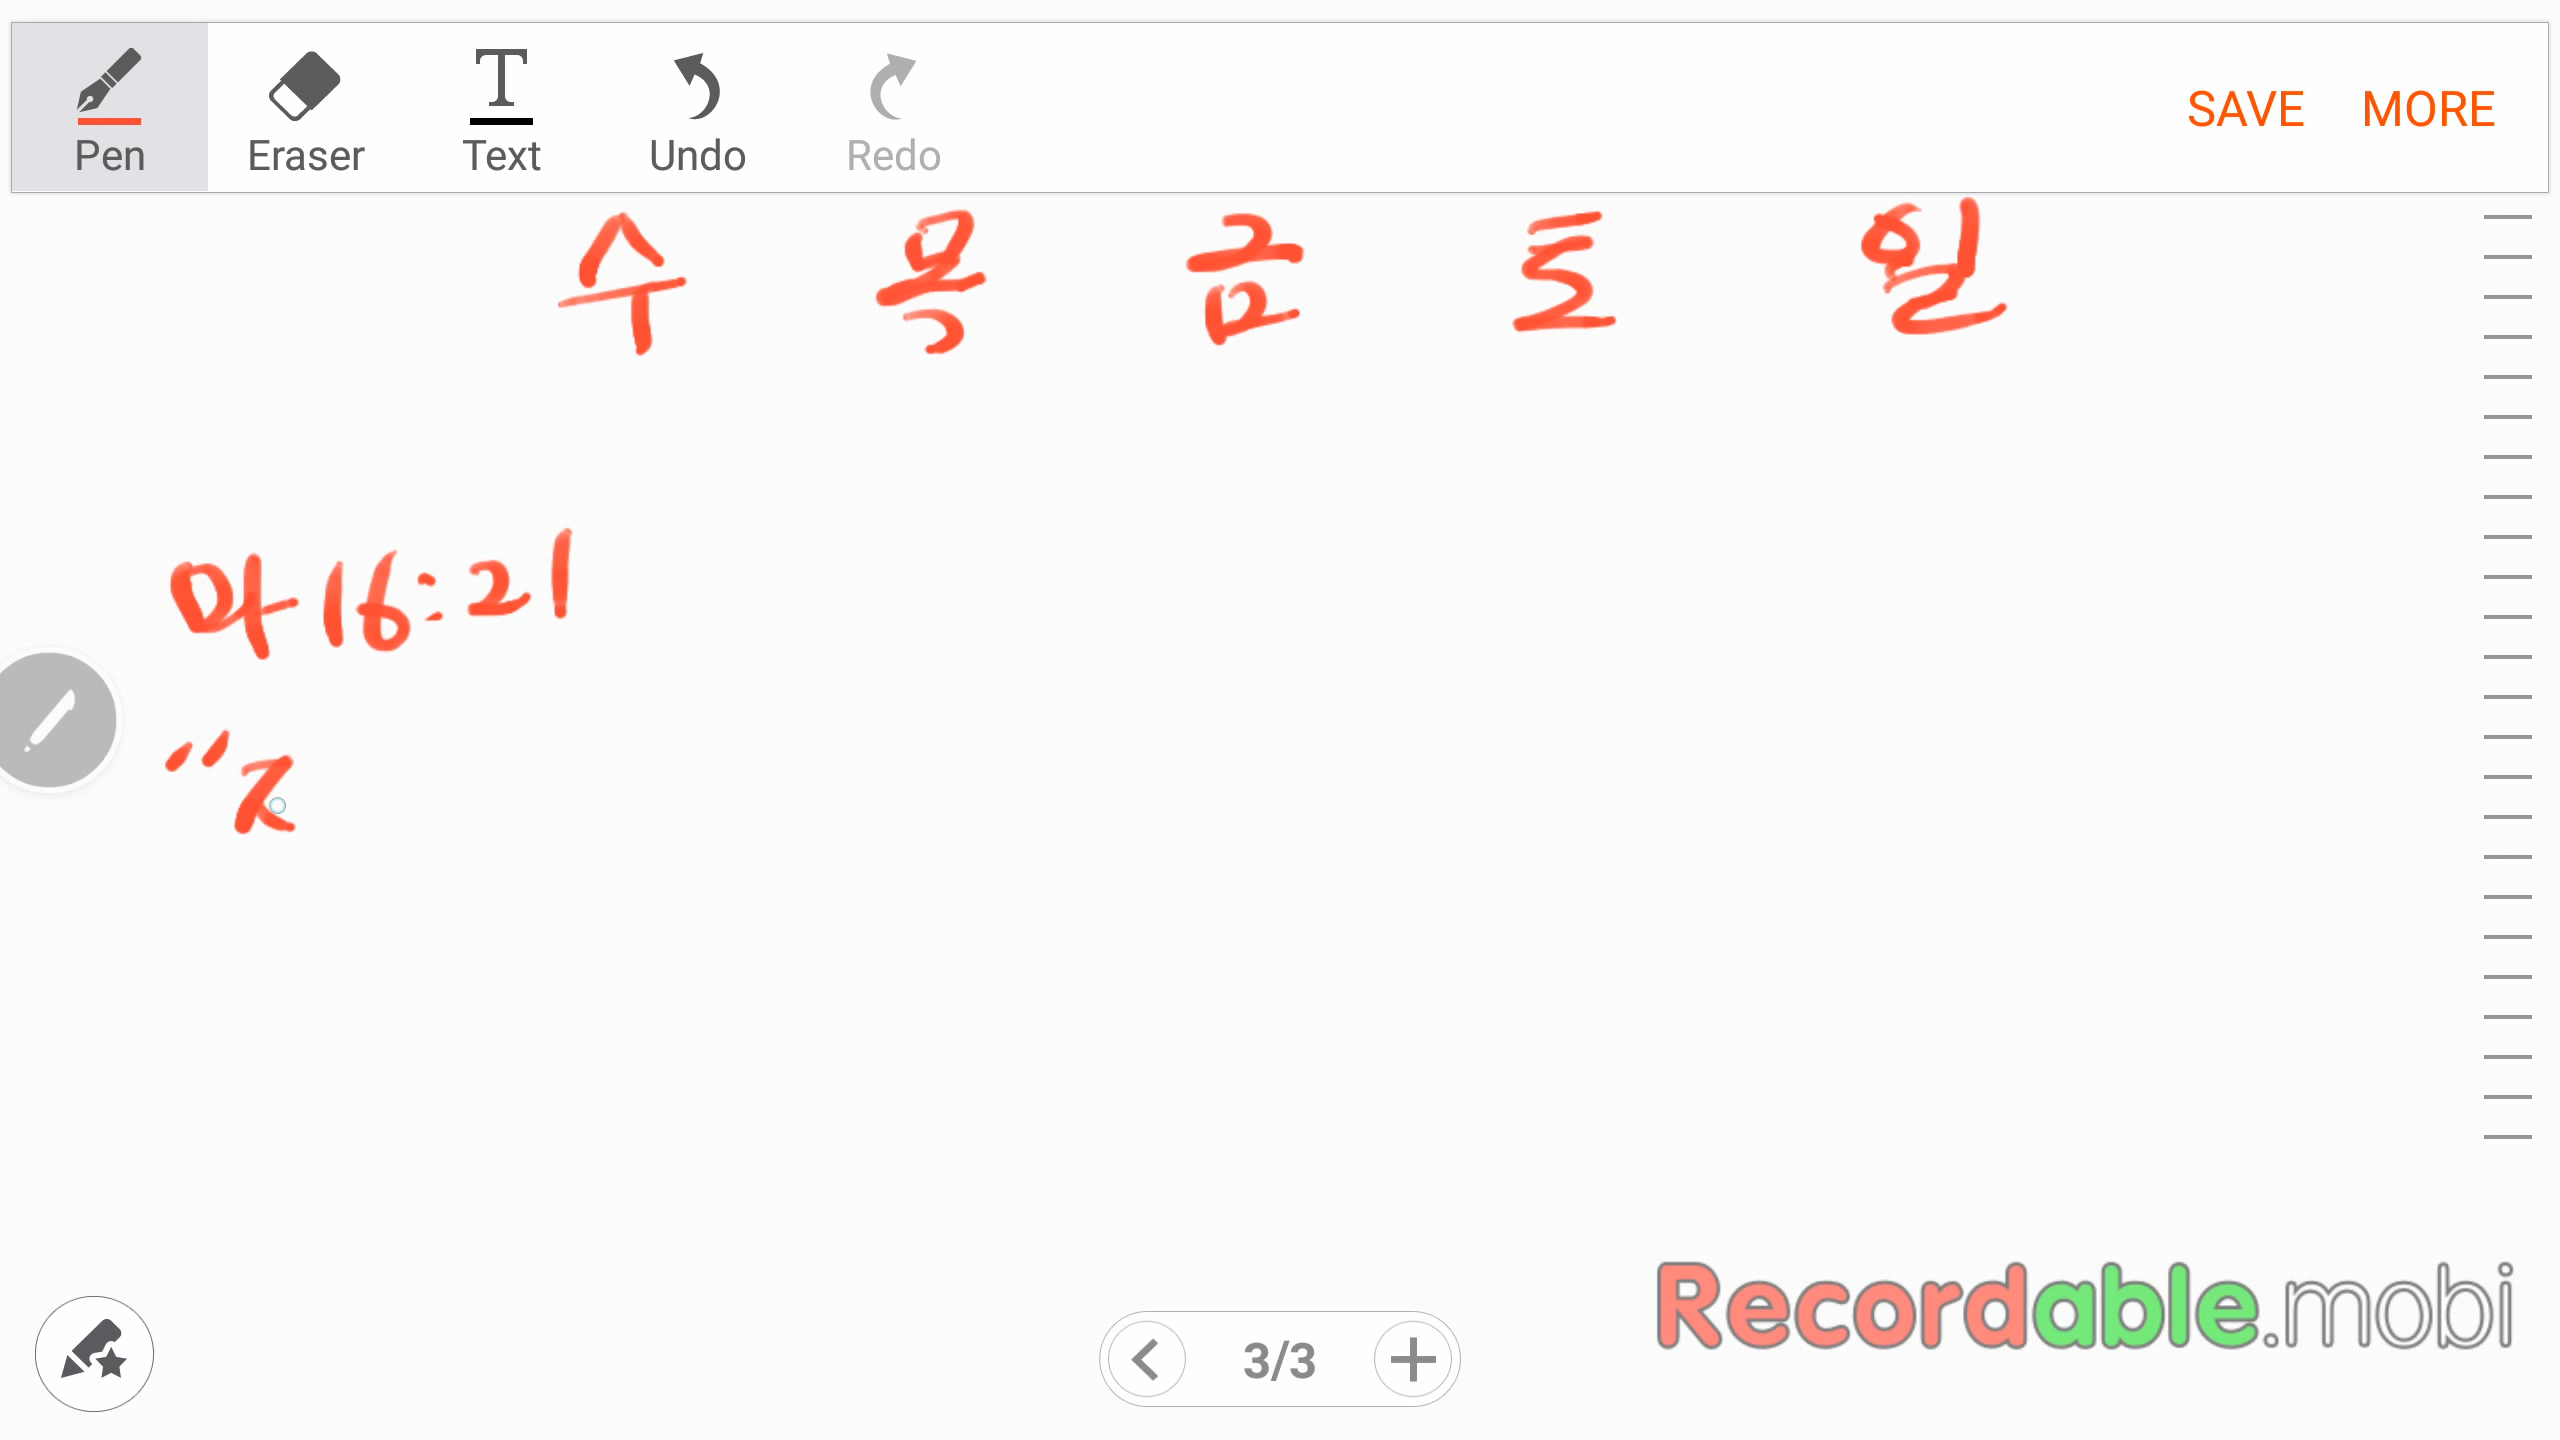 Pen Eraser Text Undo Redo SAVE MORE
수 목 금 토 일
마 16:21
"ㅈ
3/3
Recordable.mobi